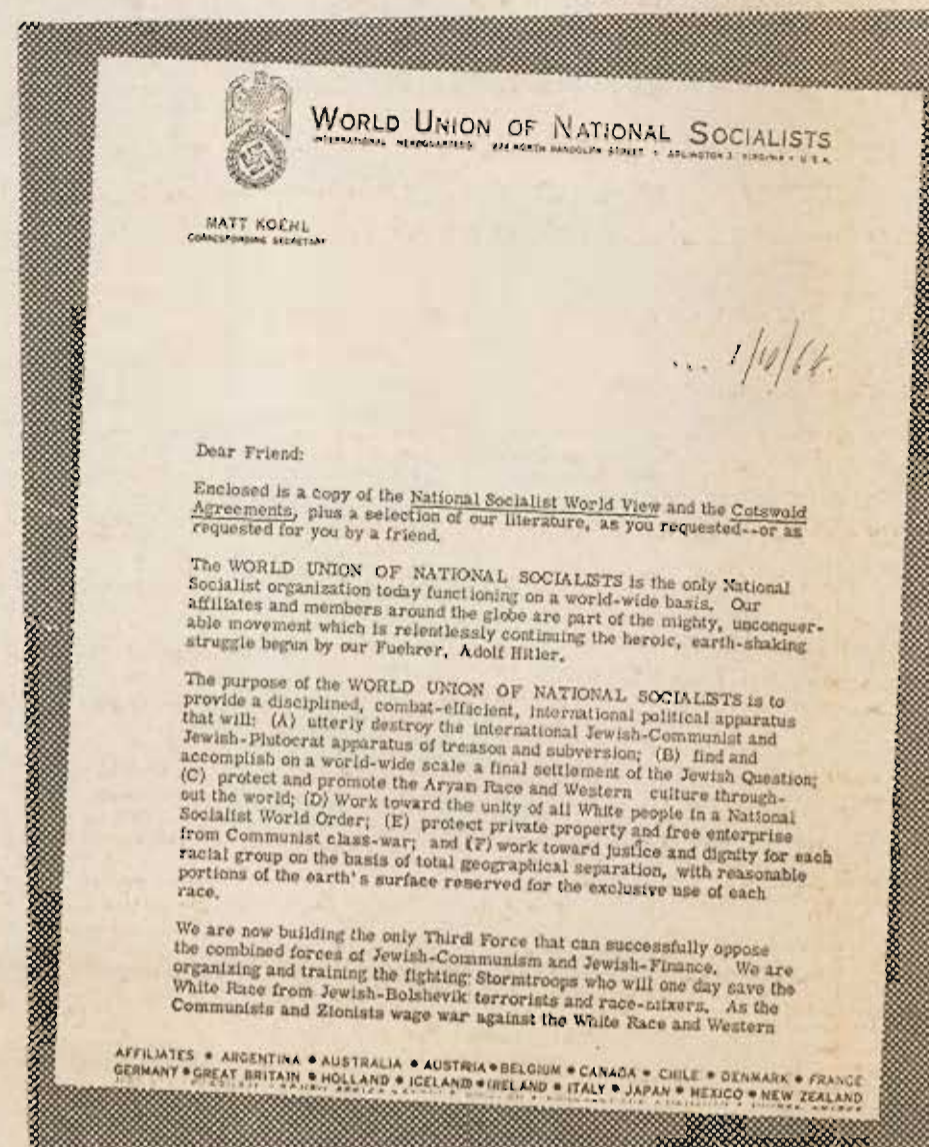 WORLD UNION OF NATIONAL SOCIALISTS
INTERNATIONAL HEADQUARTERS NORTH RANDOLPH STREET • ARLINGTON 3, VIRGINIA • U.S.A.
MATT KOEHL
CORRESPONDING SECRETARY
Dear Friend:
Enclosed is a copy of the National Socialist World View and the Cotswold
Agreements, plus a selection of our literature, as you requested--or as
requested for you by a friend.
The WORLD UNION OF NATIONAL SOCIALISTS is the only National
Socialist organization today functioning on a world-wide basis. Our
affiliates and members around the globe are part of the mighty, unconquer-
able movement which is relentlessly continuing the heroic, earth-shaking
struggle begun by our Fuehrer, Adolf Hitler.
The purpose of the WORLD UNION OF NATIONAL SOCIALISTS is to
provide a disciplined, combat-efficient, international political apparatus
that will: (A) utterly destroy the international Jewish-Communist and
Jewish-Plutocrat apparatus of treason and subversion; (B) find and
accomplish on a world-wide scale a final settlement of the Jewish Question;
(C) protect and promote the Aryan Race and Western culture through-
out the world; (D) Work toward the unity of all White people in a National
Socialist World Order; (E) protect private property and free enterprise
from Communist class-war; and (F) work toward justice and dignity for each
racial group on the basis of total geographical separation, with reasonable
portions of the earth's surface reserved for the exclusive use of each
race.
We are now building the only Third Force that can successfully oppose
the combined forces of Jewish-Communism and Jewish-Finance. We are
organizing and training the fighting Stormtroops who will one day save the
White Race from Jewish-Bolshevik terrorists and race-mixers. As the
Communists and Zionists wage war against the White Race and Western
AFFILIATES • ARGENTINA • AUSTRALIA • AUSTRIA • BELGIUM • CANADA • CHILE • DENMARK • FRANCE
GERMANY • GREAT BRITAIN • HOLLAND • ICELAND • IRELAND • ITALY • JAPAN • MEXICO • NEW ZEALAND